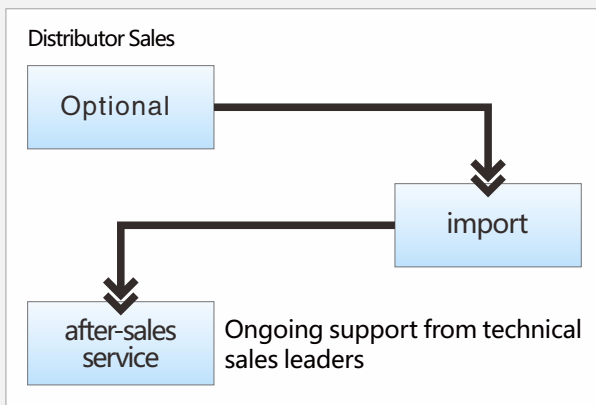 Distributor Sales
Optional
import
after-sales
service
Ongoing support from technical
sales leaders